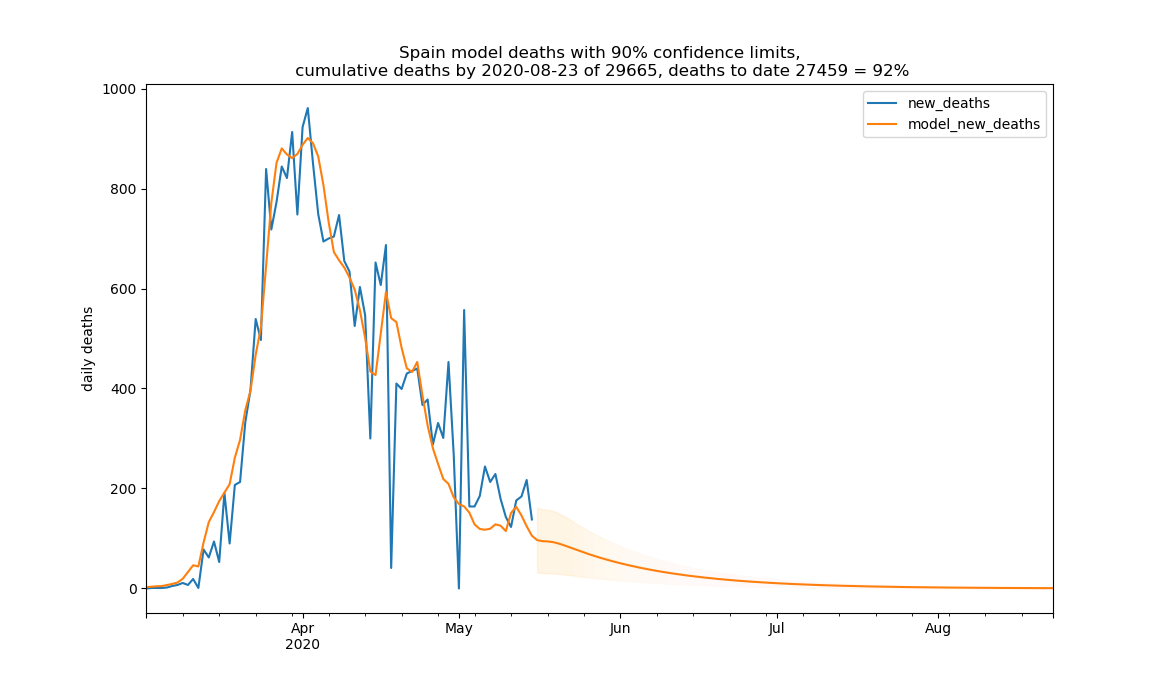 Spain model deaths with 90% confidence limits,
cumulative deaths by 2020-08-23 of 29665, deaths to date 27459 = 92%
new_deaths
model_new_deaths
daily deaths
1000
800
600
400
200
0
Apr
2020
May
Jun
Jul
Aug